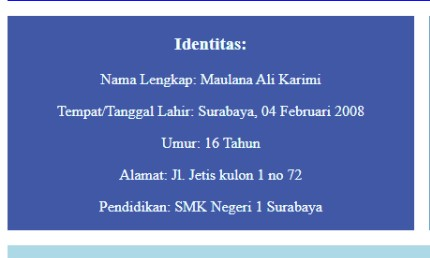 Identitas:
Nama Lengkap: Maulana Ali Karimi
Tempat/Tanggal Lahir: Surabaya, 04 Februari 2008
Umur: 16 Tahun
Alamat: Jl. Jetis kulon 1 no 72
Pendidikan: SMK Negeri 1 Surabaya